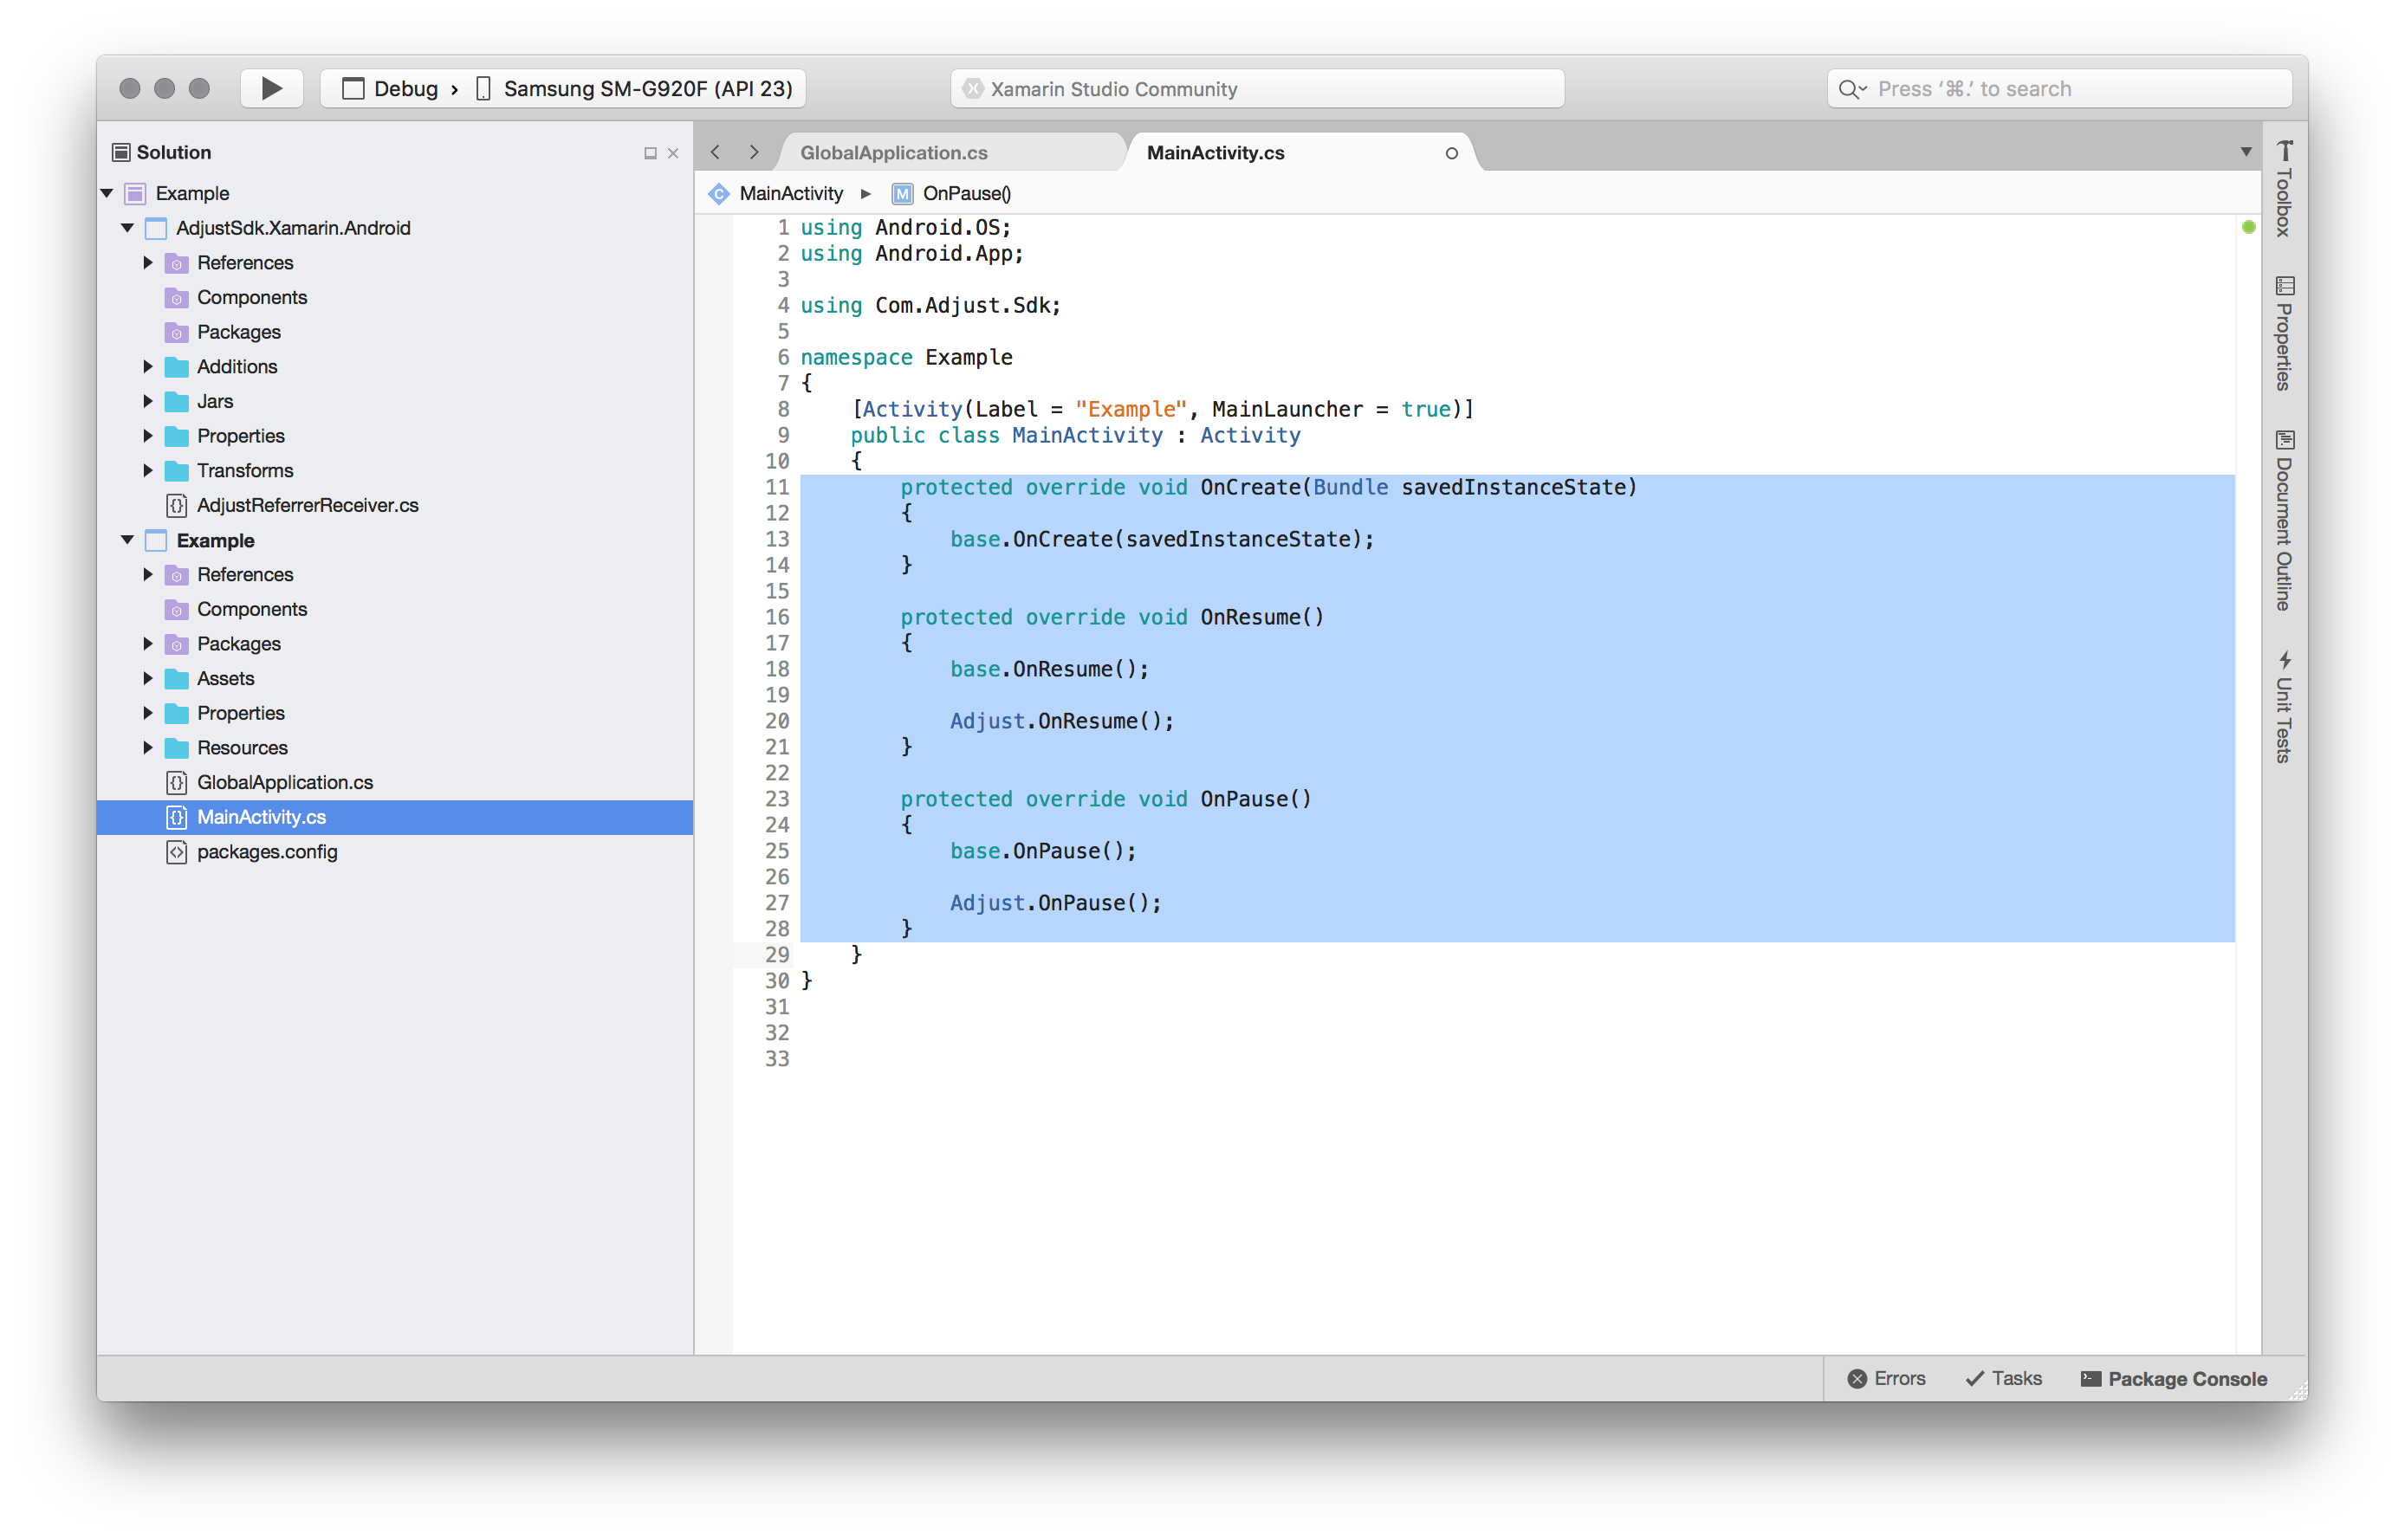 Debug › Samsung SM-G920F (API 23)
Xamarin Studio Community
Press ‘⌘.’ to search
Solution
Example
AdjustSdk.Xamarin.Android
References
Components
Packages
Additions
Jars
Properties
Transforms
AdjustReferrerReceiver.cs
Example
References
Components
Packages
Assets
Properties
Resources
GlobalApplication.cs
MainActivity.cs
packages.config
GlobalApplication.cs
MainActivity.cs
MainActivity ▶ M OnPause()
1 using Android.OS;
2 using Android.App;
3
4 using Com.Adjust.Sdk;
5
6 namespace Example
7 {
8     [Activity(Label = "Example", MainLauncher = true)]
9     public class MainActivity : Activity
10     {
11         protected override void OnCreate(Bundle savedInstanceState)
12         {
13             base.OnCreate(savedInstanceState);
14         }
15
16         protected override void OnResume()
17         {
18             base.OnResume();
19
20             Adjust.OnResume();
21         }
22
23         protected override void OnPause()
24         {
25             base.OnPause();
26
27             Adjust.OnPause();
28         }
29     }
30 }
31
32
33
Toolbox
Properties
Document Outline
Unit Tests
Errors
Tasks
Package Console